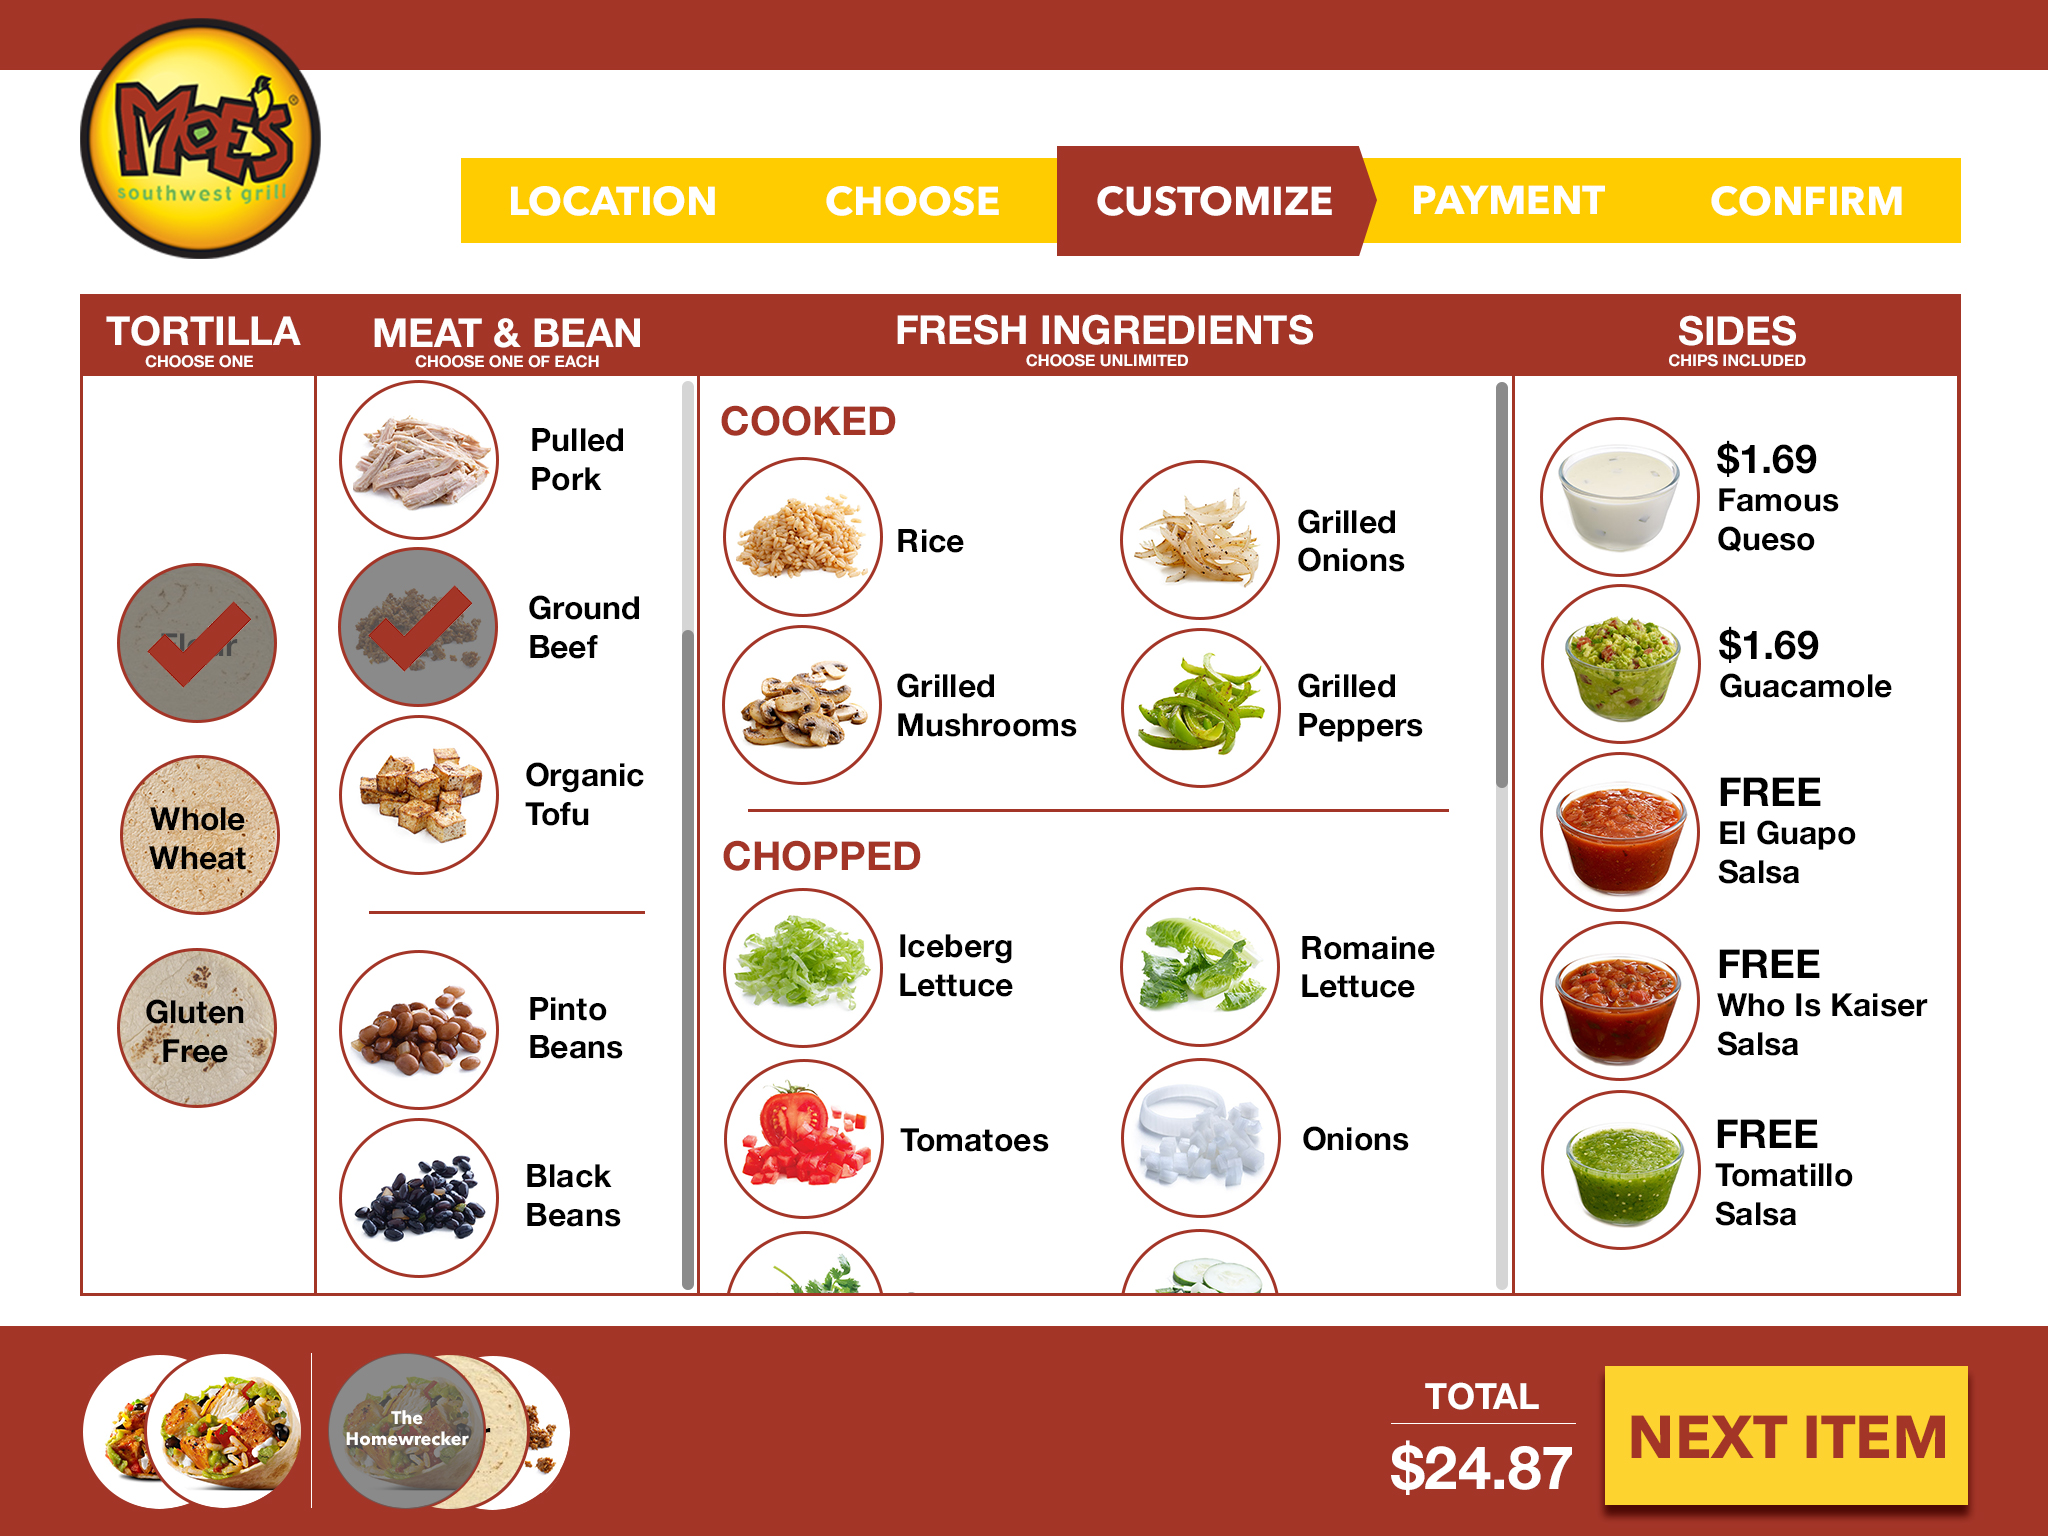 MOE'S
southwest grill
LOCATION
CHOOSE
CUSTOMIZE
PAYMENT
CONFIRM
TORTILLA
CHOOSE ONE
MEAT & BEAN
CHOOSE ONE OF EACH
FRESH INGREDIENTS
CHOOSE UNLIMITED
SIDES
CHIPS INCLUDED
Whole
Wheat
Gluten
Free
Pulled
Pork
Ground
Beef
Organic
Tofu
Pinto
Beans
Black
Beans
COOKED
Rice
Grilled
Onions
Grilled
Mushrooms
Grilled
Peppers
CHOPPED
Iceberg
Lettuce
Romaine
Lettuce
Tomatoes
Onions
$1.69
Famous
Queso
$1.69
Guacamole
FREE
El Guapo
Salsa
FREE
Who Is Kaiser
Salsa
FREE
Tomatillo
Salsa
The
Homewrecker
TOTAL
$24.87
NEXT ITEM